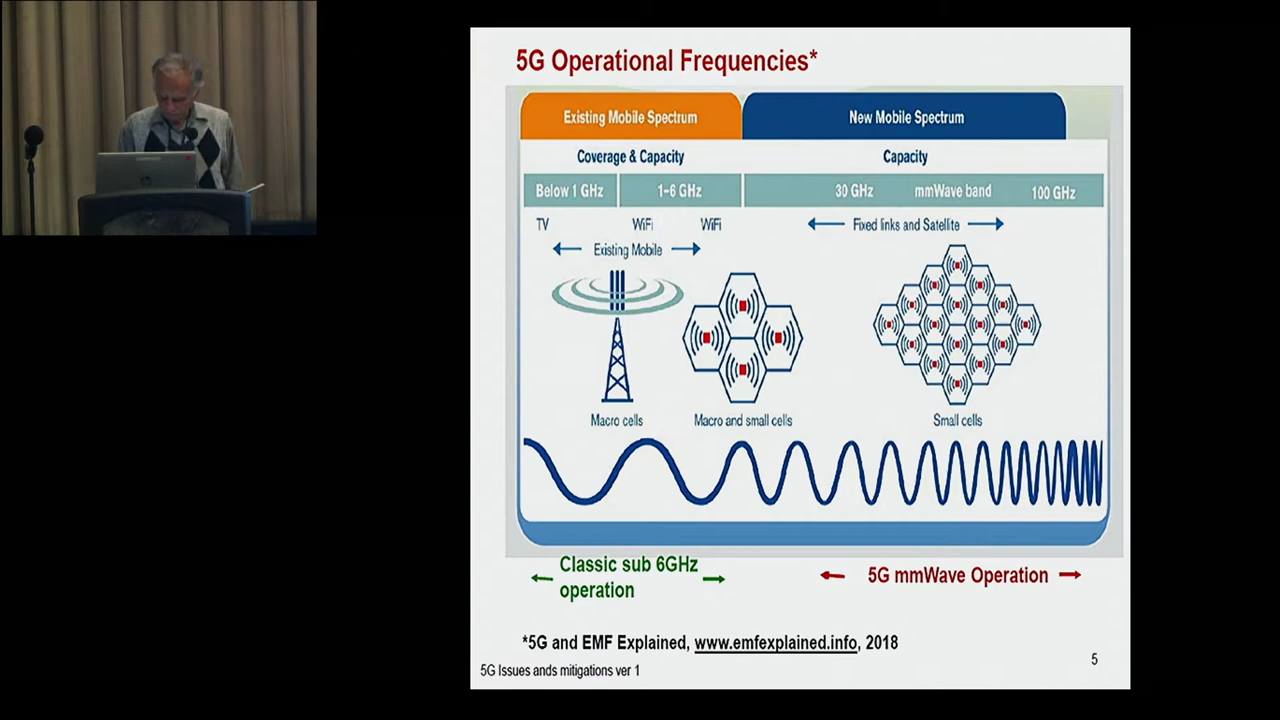 5G Operational Frequencies*
Existing Mobile Spectrum
New Mobile Spectrum
Coverage & Capacity
Capacity
Below 1 GHz
1-6 GHz
30 GHz
mmWave band
100 GHz
TV
WiFi
WiFi
Fixed links and Satellite
Existing Mobile
Macro cells
Macro and small cells
Small cells
Classic sub 6GHz
operation
5G mmWave Operation
*5G and EMF Explained, www.emfexplained.info, 2018
5
5G Issues ands mitigations ver 1